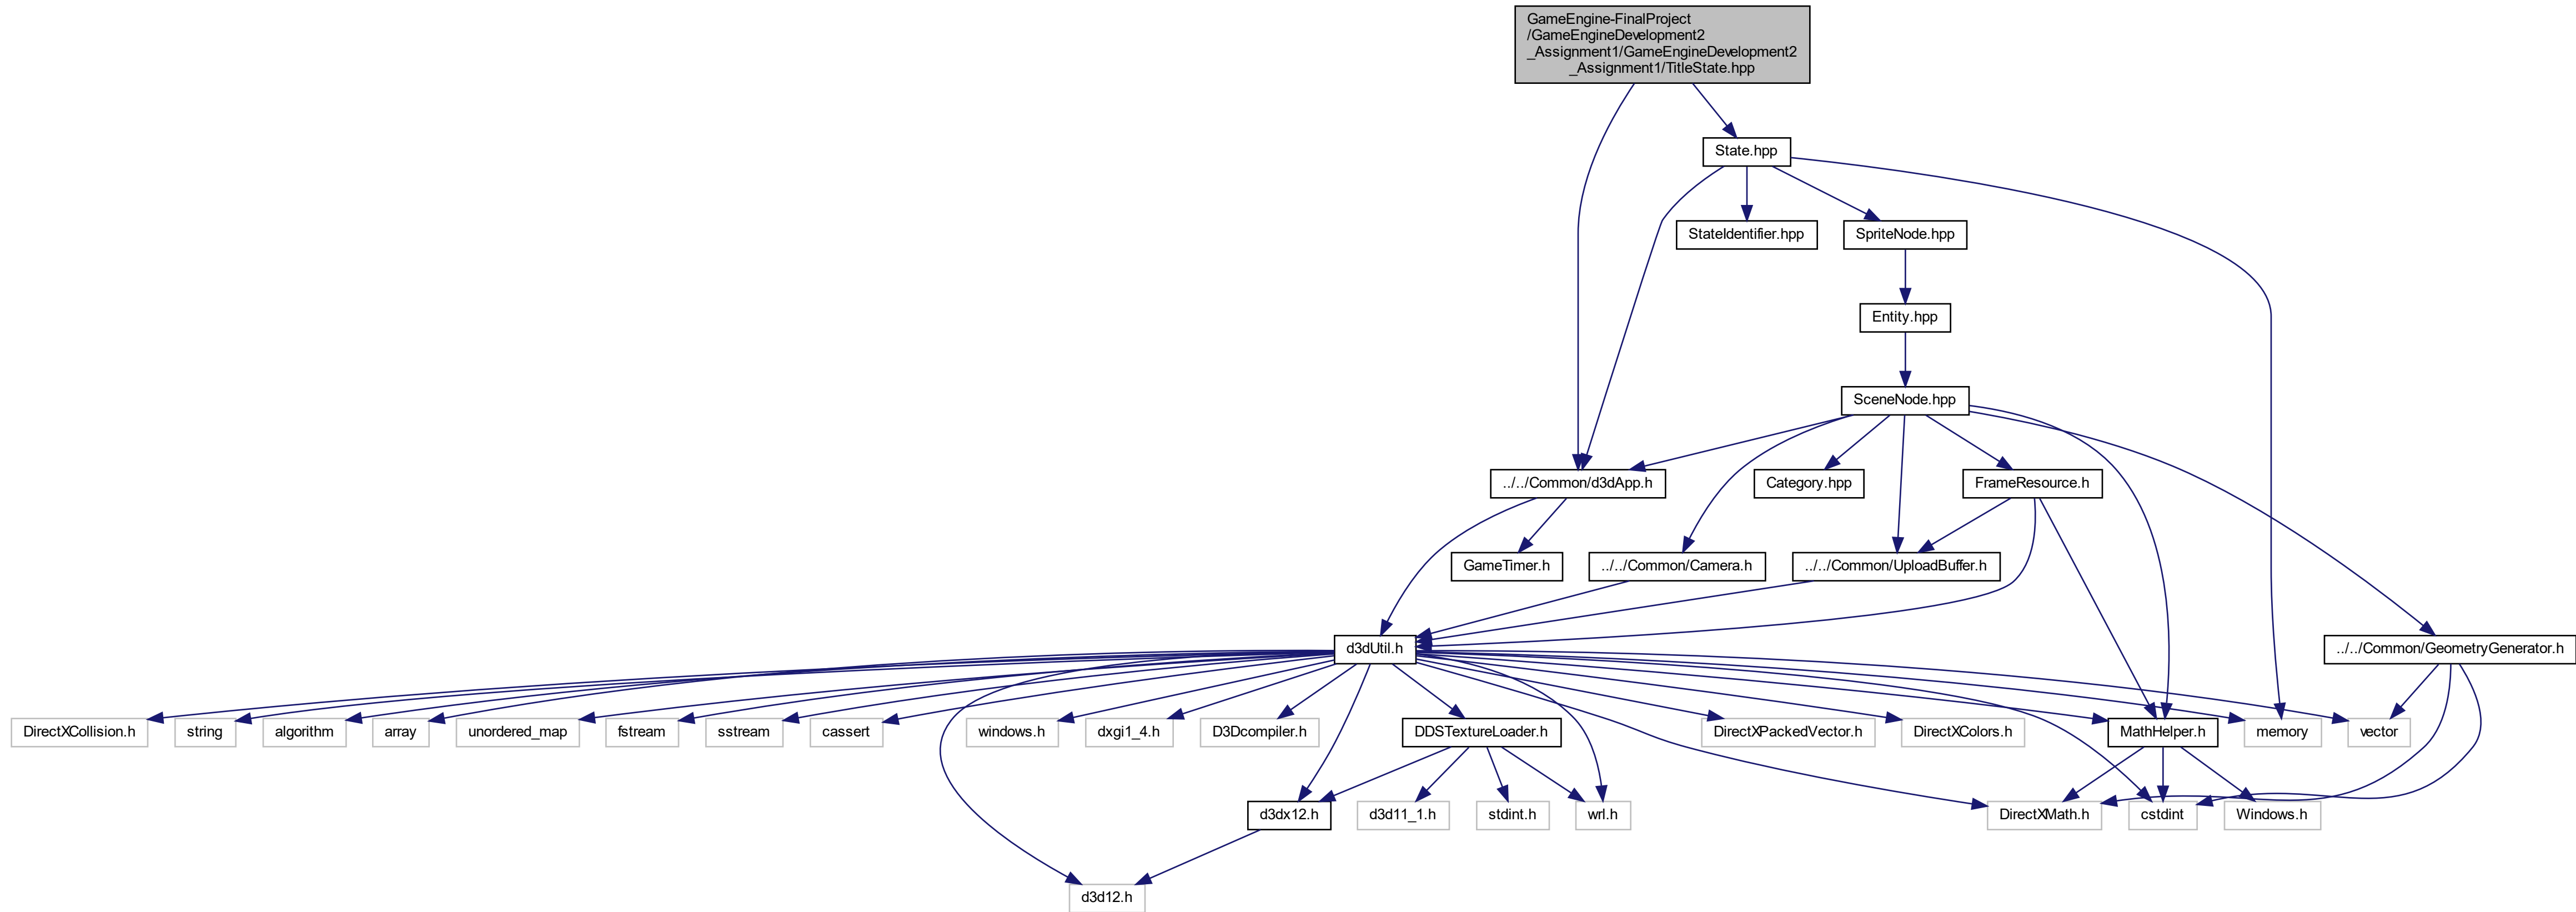 GameEngine-FinalProject
/GameEngineDevelopment2
_Assignment1/GameEngineDevelopment2
_Assignment1/TitleState.hpp
State.hpp
StateIdentifier.hpp
SpriteNode.hpp
Entity.hpp
SceneNode.hpp
../../Common/d3dApp.h
Category.hpp
FrameResource.h
GameTimer.h
../../Common/Camera.h
../../Common/UploadBuffer.h
d3dUtil.h
../../Common/GeometryGenerator.h
DirectXCollision.h
string
algorithm
array
unordered_map
fstream
sstream
cassert
windows.h
dxgi1_4.h
D3Dcompiler.h
DDSTextureLoader.h
DirectXPackedVector.h
DirectXColors.h
MathHelper.h
memory
vector
d3dx12.h
d3d11_1.h
stdint.h
wrl.h
DirectXMath.h
cstdint
Windows.h
d3d12.h